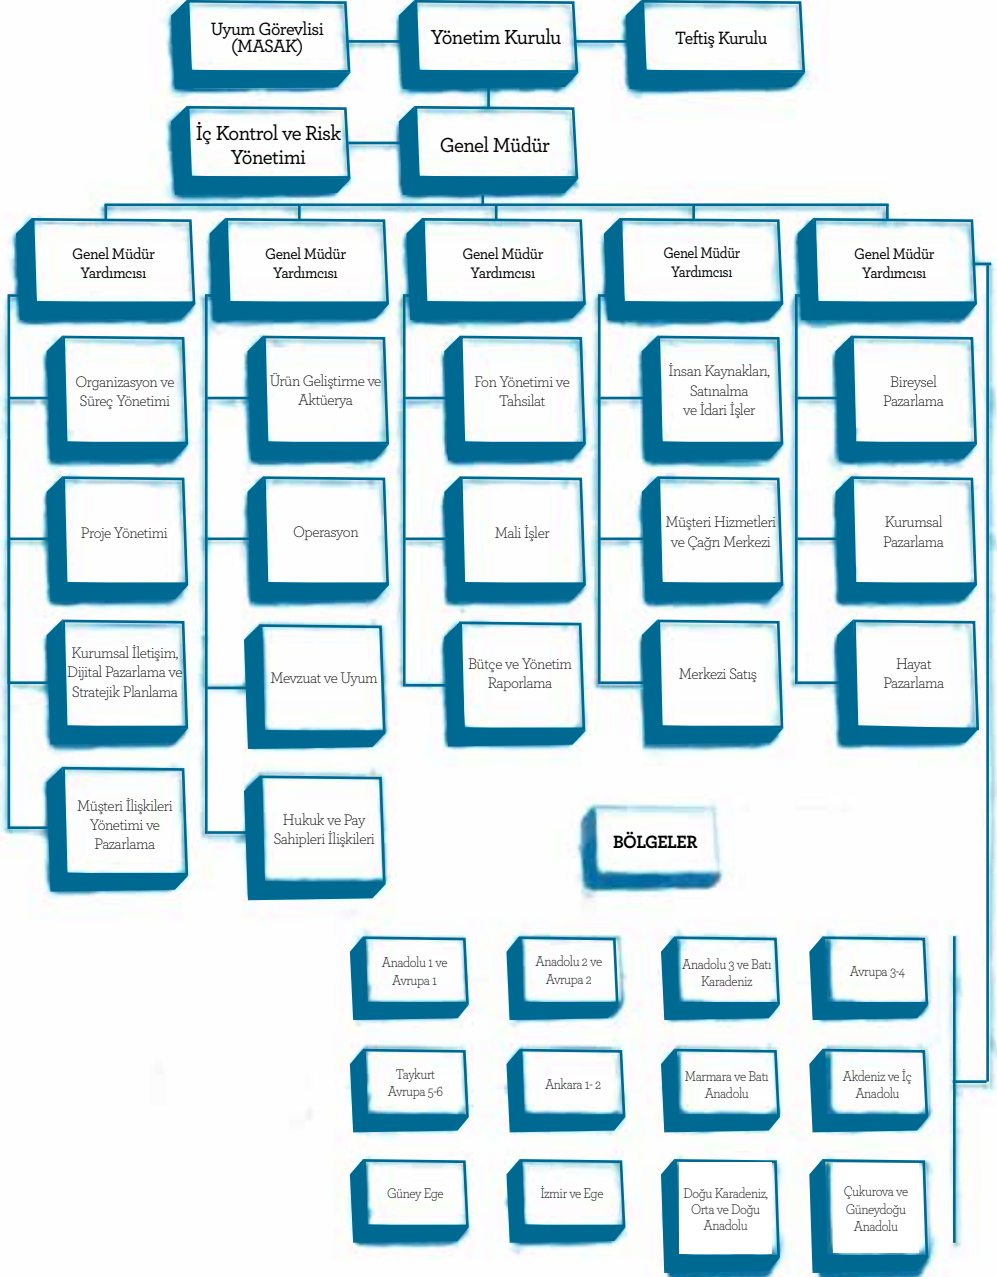 Uyum Görevlisi
(MASAK)
Yönetim Kurulu
Teftiş Kurulu
İç Kontrol ve Risk
Yönetimi
Genel Müdür
Genel Müdür
Yardımcısı
Genel Müdür
Yardımcısı
Genel Müdür
Yardımcısı
Genel Müdür
Yardımcısı
Genel Müdür
Yardımcısı
Organizasyon ve
Süreç Yönetimi
Ürün Geliştirme ve
Aktüerya
Fon Yönetimi ve
Tahsilat
İnsan Kaynakları,
Satınalma
ve İdari İşler
Bireysel
Pazarlama
Proje Yönetimi
Operasyon
Mali İşler
Müşteri Hizmetleri
ve Çağrı Merkezi
Kurumsal
Pazarlama
Kurumsal İletişim,
Dijital Pazarlama ve
Stratejik Planlama
Mevzuat ve Uyum
Bütçe ve Yönetim
Raporlama
Merkezi Satış
Hayat
Pazarlama
Müşteri İlişkileri
Yönetimi ve
Pazarlama
Hukuk ve Pay
Sahipleri İlişkileri
BÖLGELER
Anadolu 1 ve
Avrupa 1
Anadolu 2 ve
Avrupa 2
Anadolu 3 ve Batı
Karadeniz
Avrupa 3-4
Taykurt
Avrupa 5-6
Ankara 1- 2
Marmara ve Batı
Anadolu
Akdeniz ve İç
Anadolu
Güney Ege
İzmir ve Ege
Doğu Karadeniz,
Orta ve Doğu
Anadolu
Çukurova ve
Güneydoğu
Anadolu